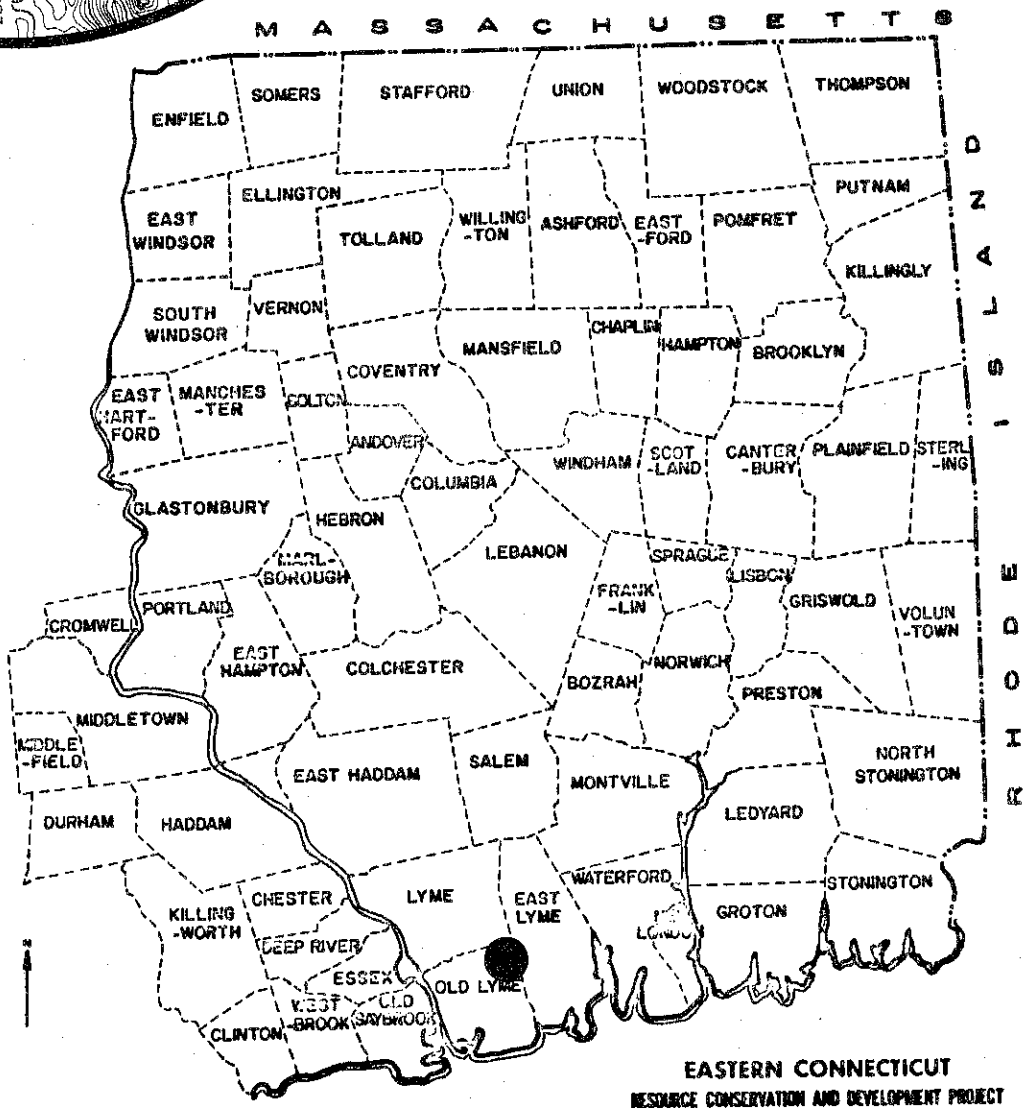 MASSACHUSETTS
ENFIELD
SOMERS
STAFFORD
UNION
WOODSTOCK
THOMPSON
ELLINGTON
EAST
WINDSOR
TOLLAND
WILLING
-TON
ASHFORD
EAST
-FORD
POMFRET
PUTNAM
KILLINGLY
SOUTH
WINDSOR
VERNON
COVENTRY
MANSFIELD
CHAPLIN
HAMPTON
BROOKLYN
EAST
HART-
FORD
MANCHES
-TER
BOLTON
ANDOVER
COLUMBIA
WINDHAM
SCOT
-LAND
CANTER
-BURY
PLAINFIELD
STERL
-ING
GLASTONBURY
HEBRON
MARL-
BOROUGH
LEBANON
FRANK
-LIN
SPRAGUE
LISBON
GRISWOLD
VOLUN
-TOWN
CROMWELL
PORTLAND
EAST
HAMPTON
COLCHESTER
BOZRAH
NORWICH
PRESTON
MIDDLETOWN
MIDDLE
-FIELD
EAST HADDAM
SALEM
MONTVILLE
LEDYARD
NORTH
STONINGTON
DURHAM
HADDAM
KILLING
-WORTH
CHESTER
LYME
EAST
LYME
WATERFORD
GROTON
STONINGTON
DEEP RIVER
ESSEX
OLD LYME
LONDON
CLINTON
WEST
-BROOK
OLD
SAYBROOK
RHODE ISLAND
N
EASTERN CONNECTICUT
RESOURCE CONSERVATION AND DEVELOPMENT PROJECT